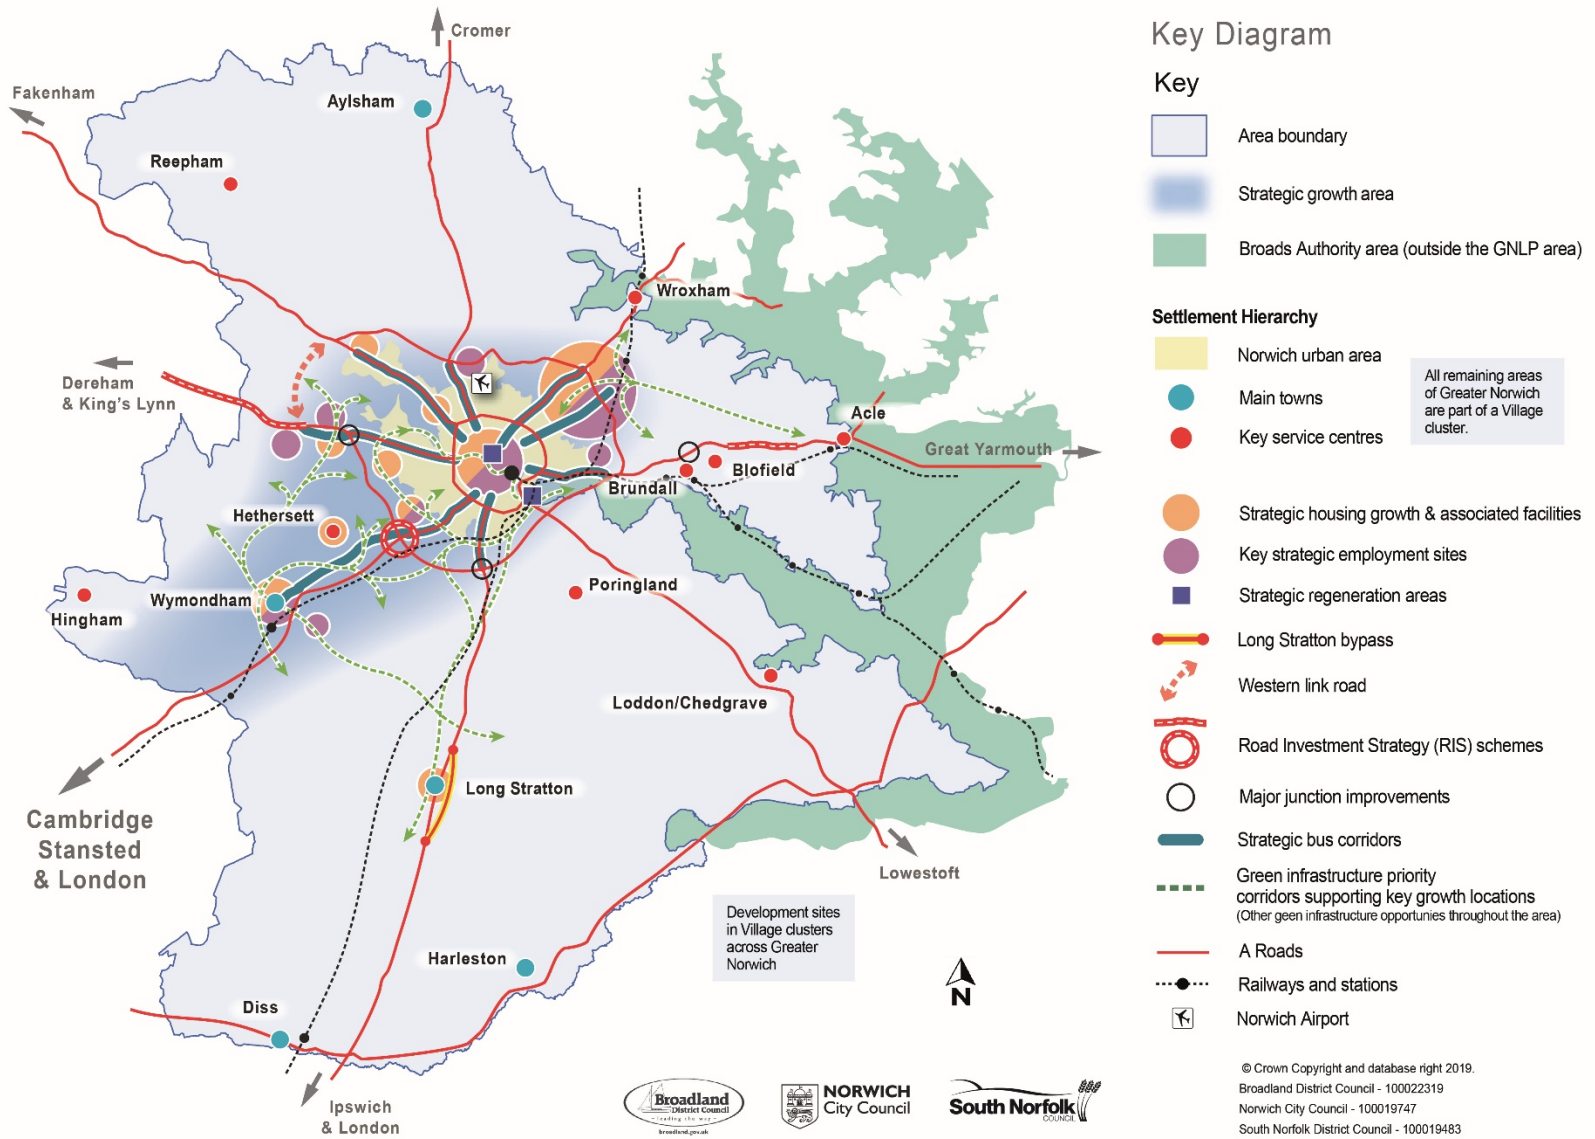 Cromer
Fakenham
Aylsham
Reepham
Wroxham
Dereham
& King's Lynn
Acle
Great Yarmouth
Blofield
Brundall
Hethersett
Poringland
Wymondham
Hingham
Loddon/Chedgrave
Long Stratton
Cambridge
Stansted
& London
Lowestoft
Development sites
in Village clusters
across Greater
Norwich
Harleston
N
Diss
Ipswich
& London
Broadland
District Council
leading the way
broadland.gov.uk
NORWICH
City Council
South Norfolk
COUNCIL
Key Diagram
Key
Area boundary
Strategic growth area
Broads Authority area (outside the GNLP area)
Settlement Hierarchy
Norwich urban area
Main towns
Key service centres
All remaining areas
of Greater Norwich
are part of a Village
cluster.
Strategic housing growth & associated facilities
Key strategic employment sites
Strategic regeneration areas
Long Stratton bypass
Western link road
Road Investment Strategy (RIS) schemes
Major junction improvements
Strategic bus corridors
Green infrastructure priority
corridors supporting key growth locations
(Other geen infrastructure opportunies throughout the area)
A Roads
Railways and stations
Norwich Airport
© Crown Copyright and database right 2019.
Broadland District Council - 100022319
Norwich City Council - 100019747
South Norfolk District Council - 100019483